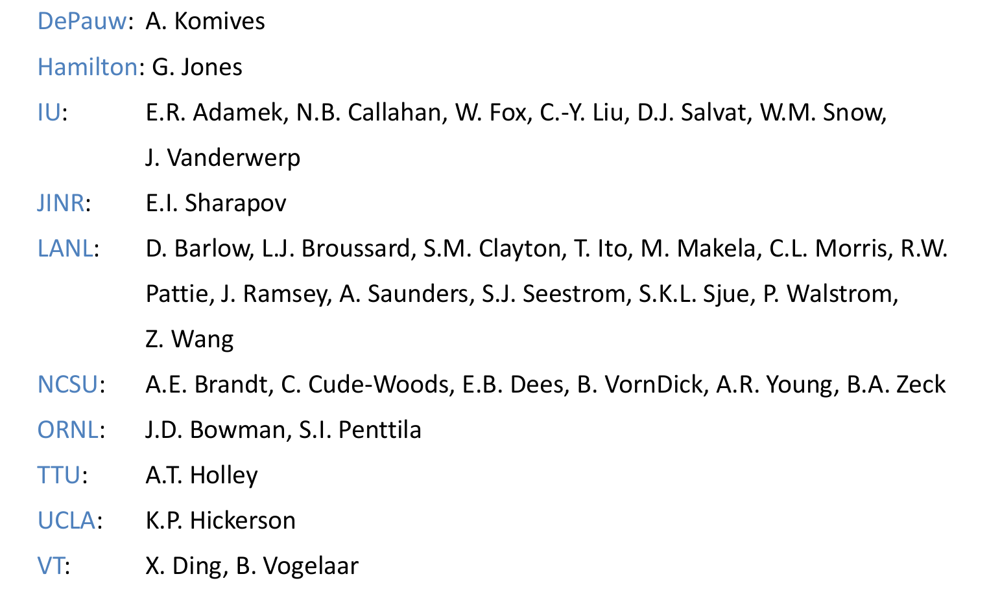 DePauw: A. Komives
Hamilton: G. Jones
IU: E.R. Adamek, N.B. Callahan, W. Fox, C.-Y. Liu, D.J. Salvat, W.M. Snow,
J. Vanderwerp
JINR: E.I. Sharapov
LANL: D. Barlow, L.J. Broussard, S.M. Clayton, T. Ito, M. Makela, C.L. Morris, R.W.
Pattie, J. Ramsey, A. Saunders, S.J. Seestrom, S.K.L. Sjue, P. Walstrom,
Z. Wang
NCSU: A.E. Brandt, C. Cude-Woods, E.B. Dees, B. VornDick, A.R. Young, B.A. Zeck
ORNL: J.D. Bowman, S.I. Penttila
TTU: A.T. Holley
UCLA: K.P. Hickerson
VT: X. Ding, B. Vogelaar